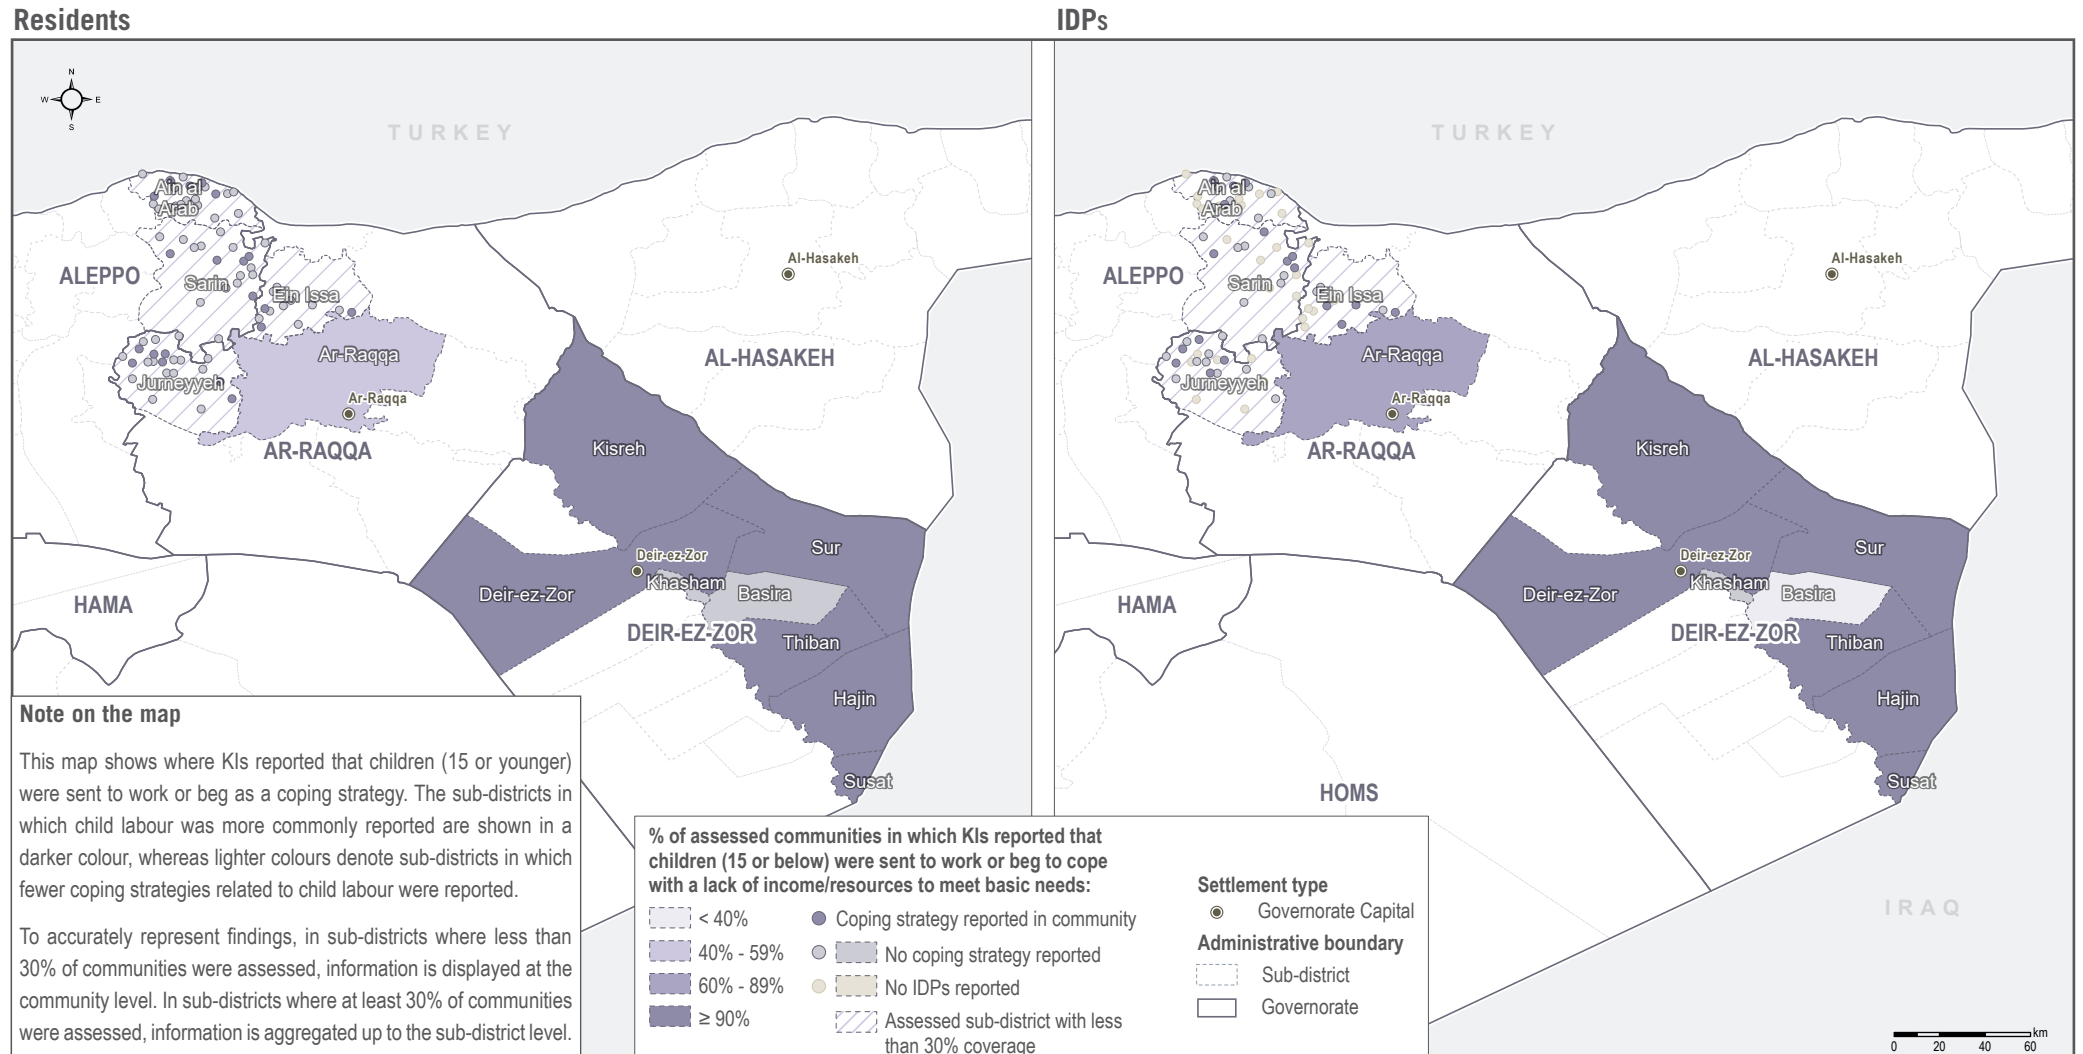 Residents
N
W
E
S
TURKEY
Ain al
Arab
ALEPPO
Sarin
Ein Issa
Al-Hasakeh
Ar-Raqqa
AL-HASAKEH
Jurneyyeh
Ar-Raqqa
AR-RAQQA
Kisreh
Sur
Deir-ez-Zor
Khasham
Deir-ez-Zor
Basira
HAMA
DEIR-EZ-ZOR
Thiban
Hajin
Susat
Note on the map
This map shows where KIs reported that children (15 or younger)
were sent to work or beg as a coping strategy. The sub-districts in
which child labour was more commonly reported are shown in a
darker colour, whereas lighter colours denote sub-districts in which
fewer coping strategies related to child labour were reported.
To accurately represent findings, in sub-districts where less than
30% of communities were assessed, information is displayed at the
community level. In sub-districts where at least 30% of communities
were assessed, information is aggregated up to the sub-district level.
IDPs
TURKEY
Ain al
Arab
ALEPPO
Sarin
Ein Issa
Al-Hasakeh
Ar-Raqqa
AL-HASAKEH
Jurneyyeh
Ar-Raqqa
AR-RAQQA
Kisreh
Sur
Deir-ez-Zor
Khasham
Deir-ez-Zor
Basira
HAMA
DEIR-EZ-ZOR
Thiban
Hajin
Susat
HOMS
IRAQ
% of assessed communities in which KIs reported that
children (15 or below) were sent to work or beg to cope
with a lack of income/resources to meet basic needs:
< 40%
40% - 59%
60% - 89%
≥ 90%
Coping strategy reported in community
No coping strategy reported
No IDPs reported
Assessed sub-district with less
than 30% coverage
Settlement type
Governorate Capital
Administrative boundary
Sub-district
Governorate
km
0 20 40 60